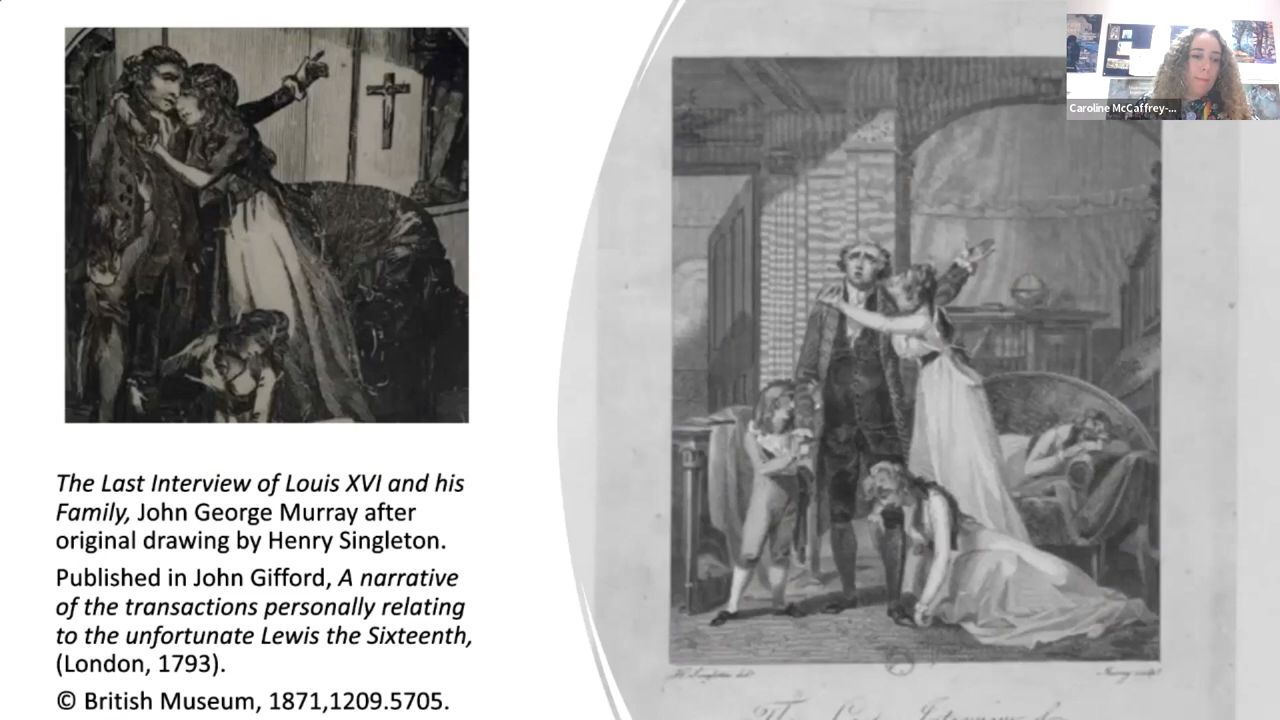 The Last Interview of Louis XVI and his
Family, John George Murray after
original drawing by Henry Singleton.
Published in John Gifford, A narrative
of the transactions personally relating
to the unfortunate Lewis the Sixteenth,
(London, 1793).
© British Museum, 1871,1209.5705.
Caroline McCaffrey-...